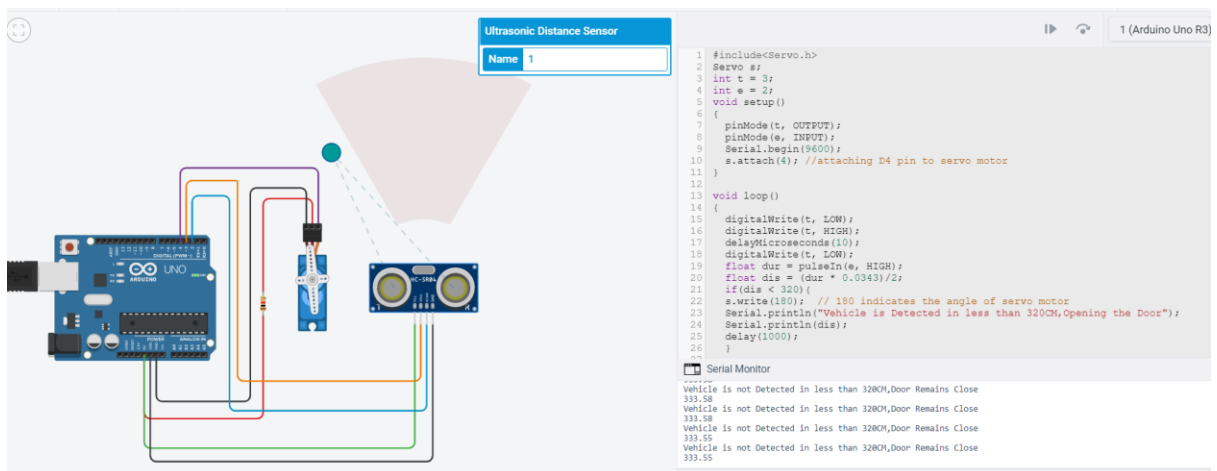 Ultrasonic Distance Sensor
Name 1
1 (Arduino Uno R3)
DIGITAL (PWM~)
UNO
ARDUINO
POWER
ANALOG IN
HC-SR04
1 #include<Servo.h>
2 Servo s;
3 int t = 3;
4 int e = 2;
5 void setup()
6 {
7 pinMode(t, OUTPUT);
8 pinMode(e, INPUT);
9 Serial.begin(9600);
10 s.attach(4); //attaching D4 pin to servo motor
11 }
12
13 void loop()
14 {
15 digitalWrite(t, LOW);
16 digitalWrite(t, HIGH);
17 delayMicroseconds(10);
18 digitalWrite(t, LOW);
19 float dur = pulseIn(e, HIGH);
20 float dis = (dur * 0.0343)/2;
21 if(dis < 320){
22 s.write(180); // 180 indicates the angle of servo motor
23 Serial.println("Vehicle is Detected in less than 320CM,Opening the Door");
24 Serial.println(dis);
25 delay(1000);
26 }
Serial Monitor
Vehicle is not Detected in less than 320CM,Door Remains Close
333.58
Vehicle is not Detected in less than 320CM,Door Remains Close
333.58
Vehicle is not Detected in less than 320CM,Door Remains Close
333.55
Vehicle is not Detected in less than 320CM,Door Remains Close
333.55